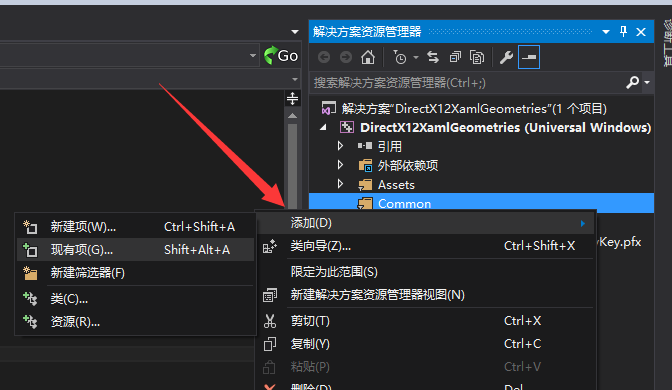 Go
解决方案资源管理器
诊断工具
搜索解决方案资源管理器(Ctrl+;)
解决方案"DirectX12XamlGeometries"(1 个项目)
DirectX12XamlGeometries (Universal Windows)
引用
外部依赖项
Assets
Common
添加(D)
新建项(W)... Ctrl+Shift+A
类向导(Z)... Ctrl+Shift+X
yKey.pfx
现有项(G)... Shift+Alt+A
限定为此范围(S)
新建筛选器(F)
新建解决方案资源管理器视图(N)
类(C)...
剪切(T) Ctrl+X
资源(R)...
复制(Y) Ctrl+C
粘贴(P) Ctrl+V
删除(D) Del